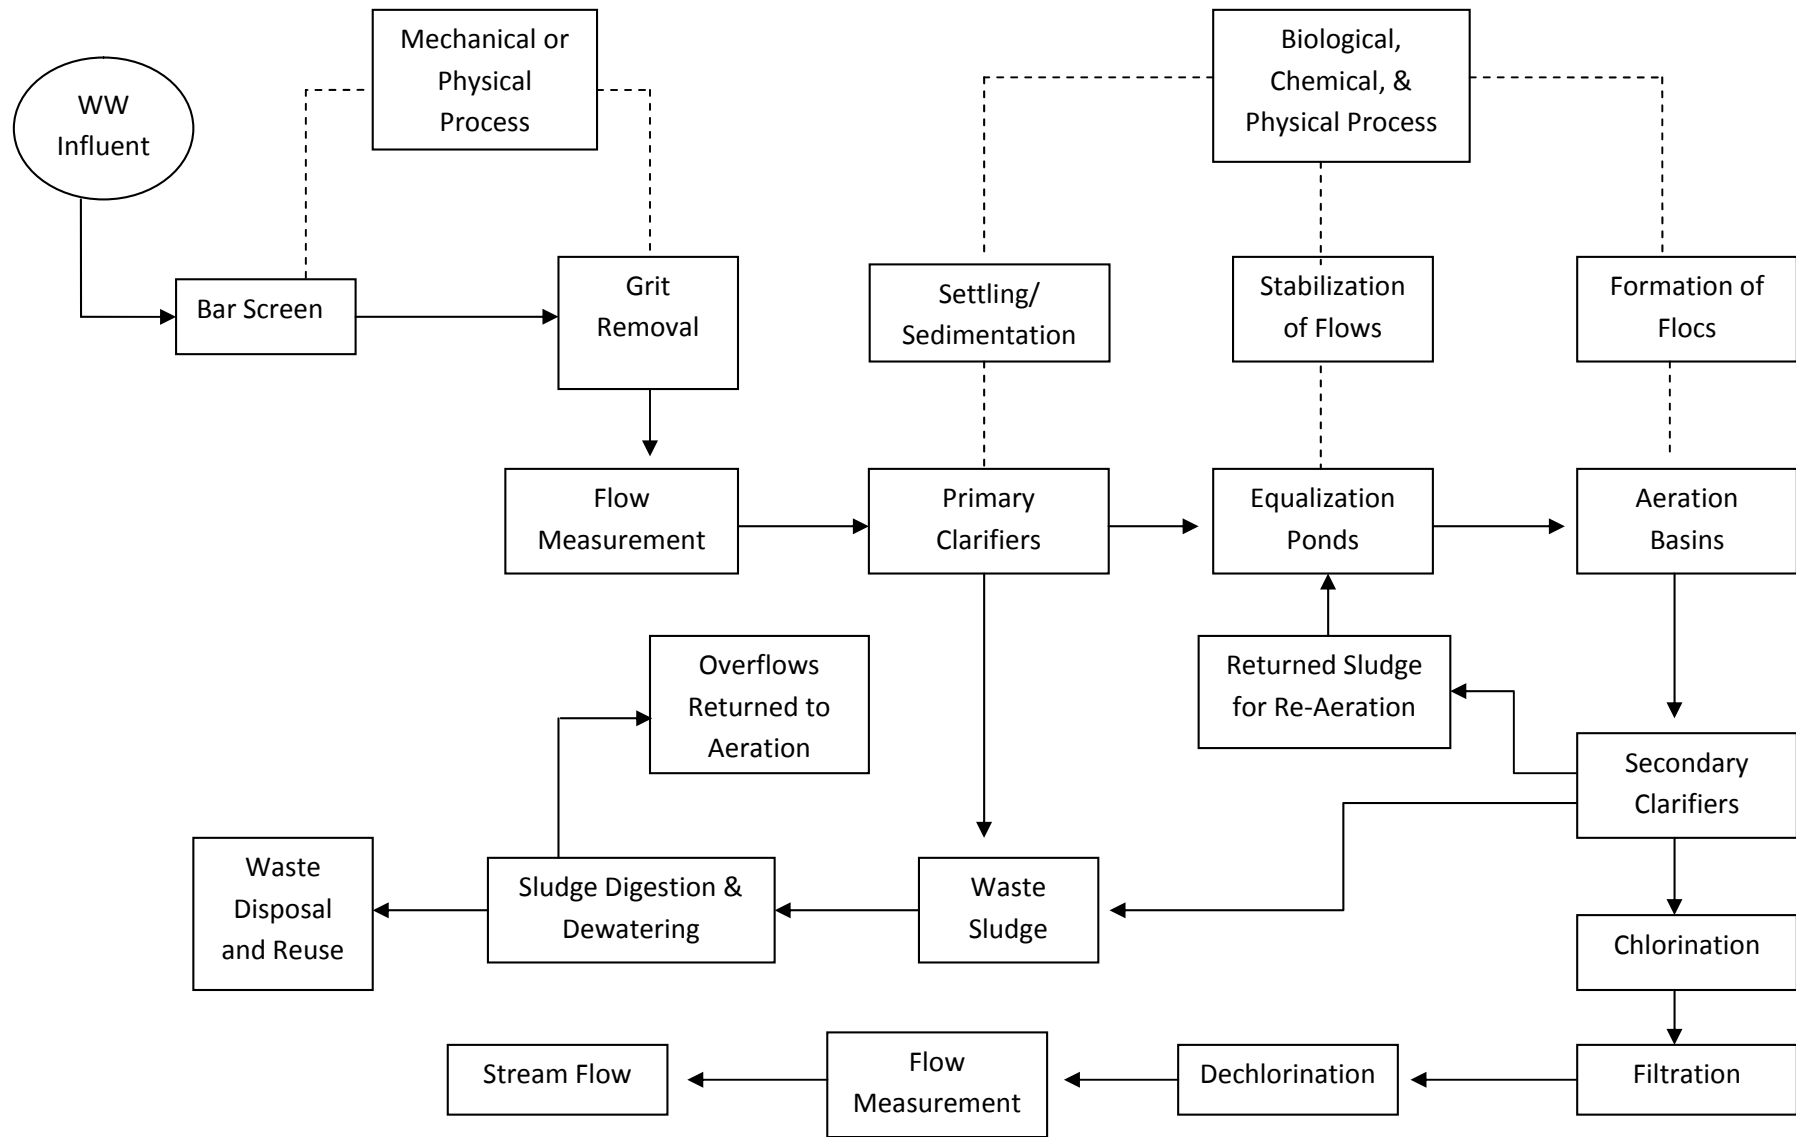 Mechanical or
Physical
Process
Biological,
Chemical, &
Physical Process
WW
Influent
Bar Screen
Grit
Removal
Settling/
Sedimentation
Stabilization
of Flows
Formation of
Flocs
Flow
Measurement
Primary
Clarifiers
Equalization
Ponds
Aeration
Basins
Overflows
Returned to
Aeration
Returned Sludge
for Re-Aeration
Secondary
Clarifiers
Waste
Disposal
and Reuse
Sludge Digestion &
Dewatering
Waste
Sludge
Chlorination
Stream Flow
Flow
Measurement
Dechlorination
Filtration